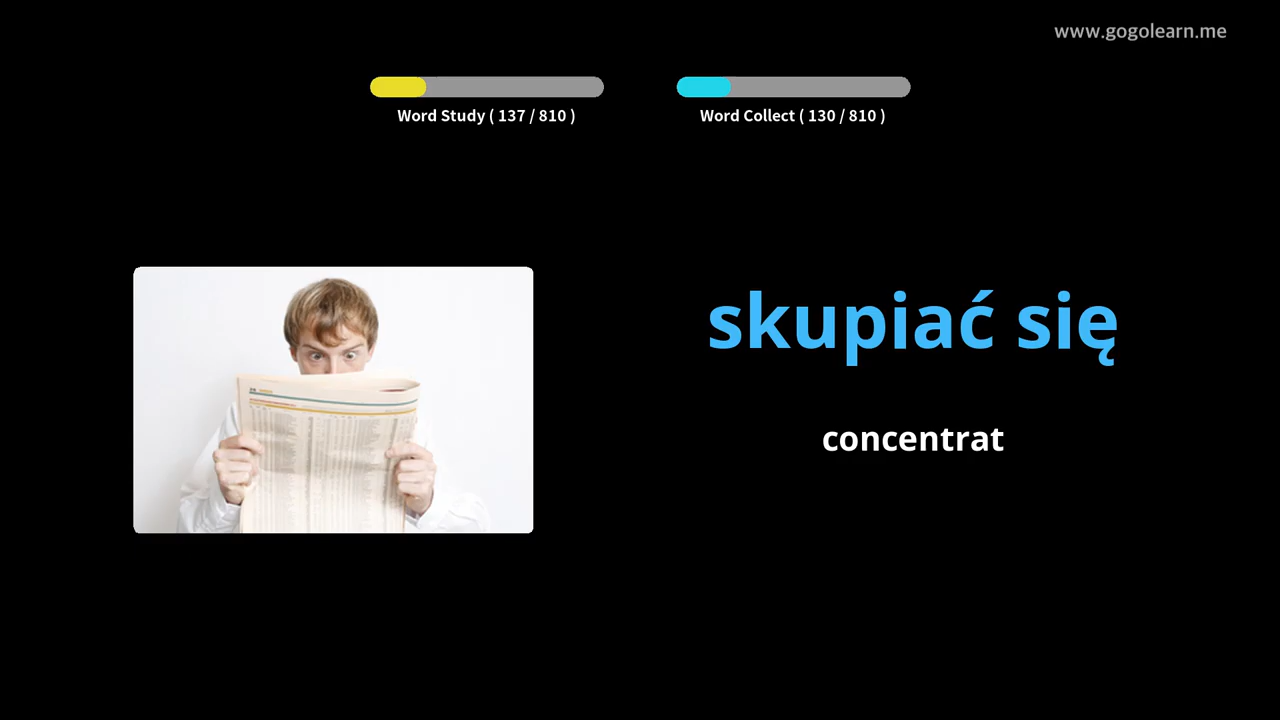 www.gogolearn.me
Word Study ( 137 / 810 )
Word Collect ( 130 / 810 )
skupiać się
concentrat